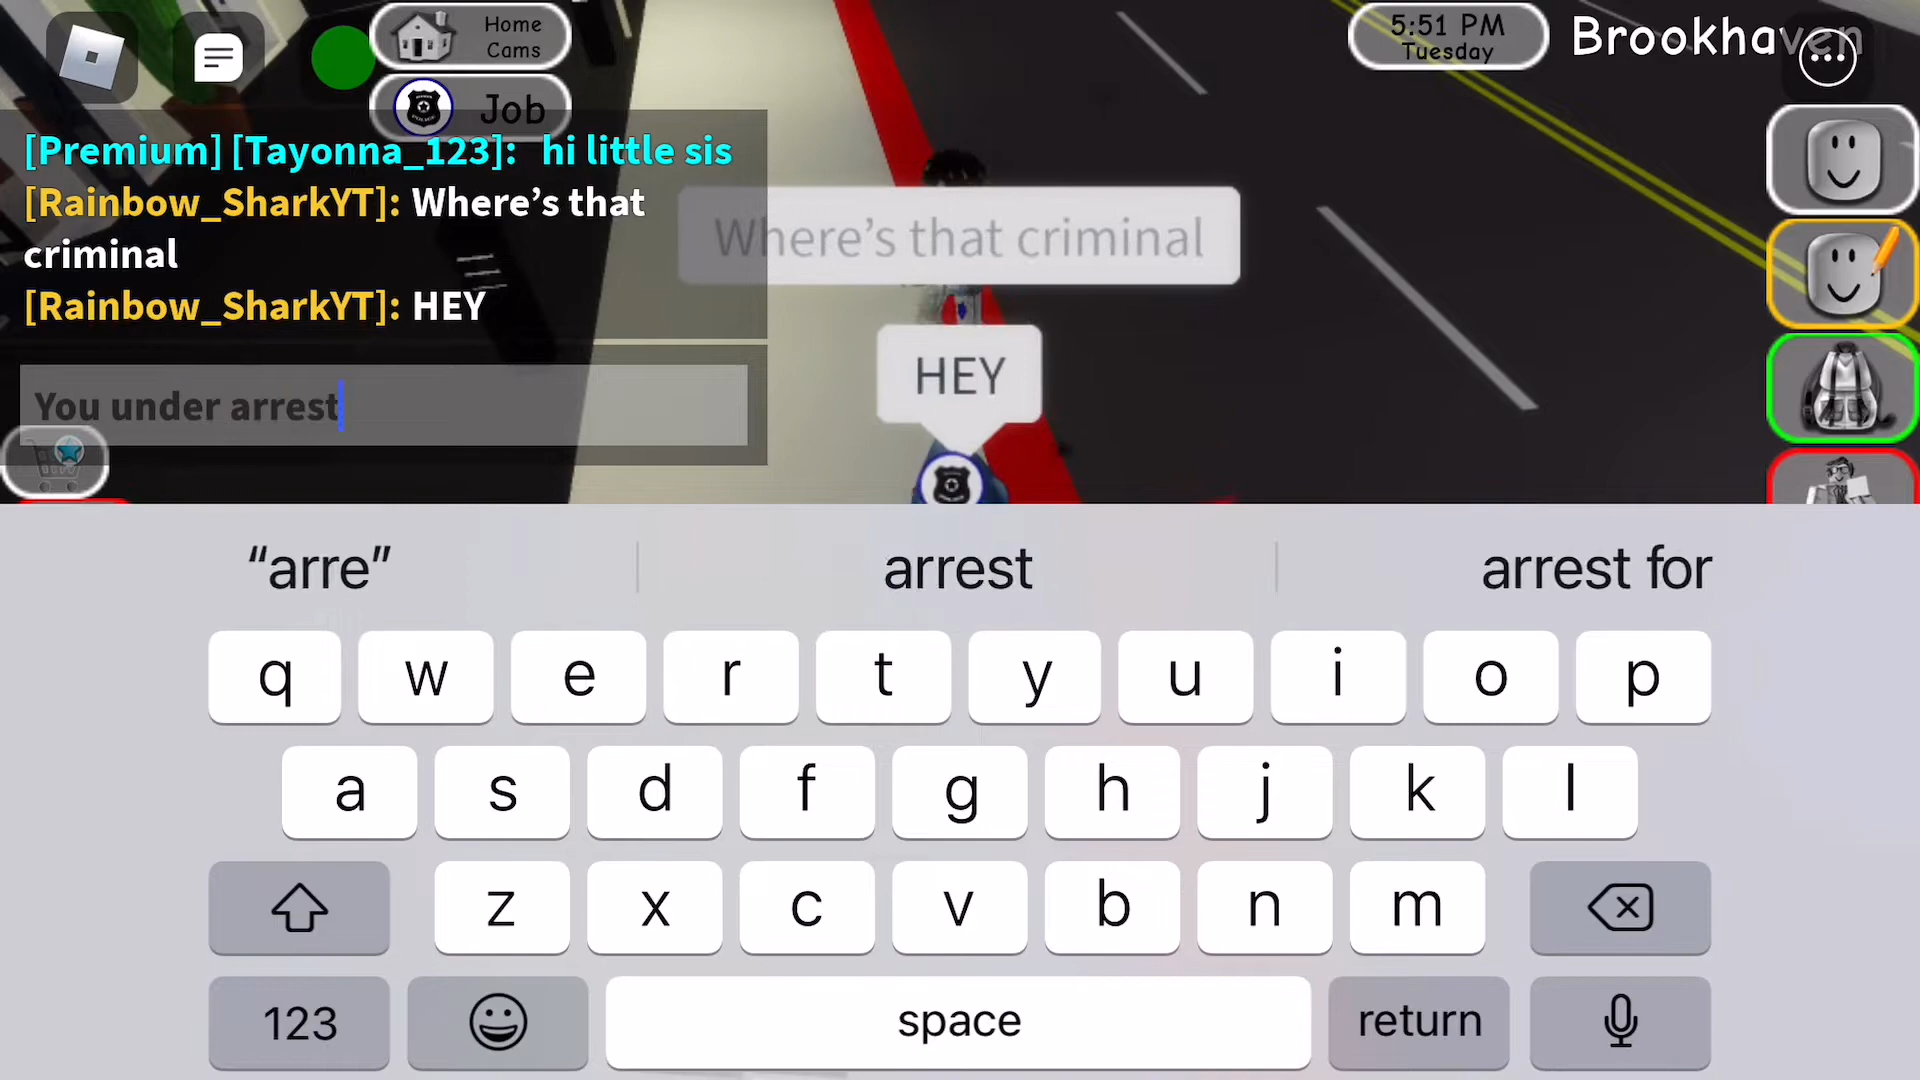 Home
Cams
5:51 PM
Tuesday
Brookhaven
Job
[Premium] [Tayonna_123]: hi little sis
[Rainbow_SharkYT]: Where’s that
criminal
[Rainbow_SharkYT]: HEY
Where’s that criminal
HEY
You under arrest
“arre”
arrest
arrest for
q w e r t y u i o p
a s d f g h j k l
z x c v b n m
123 space return